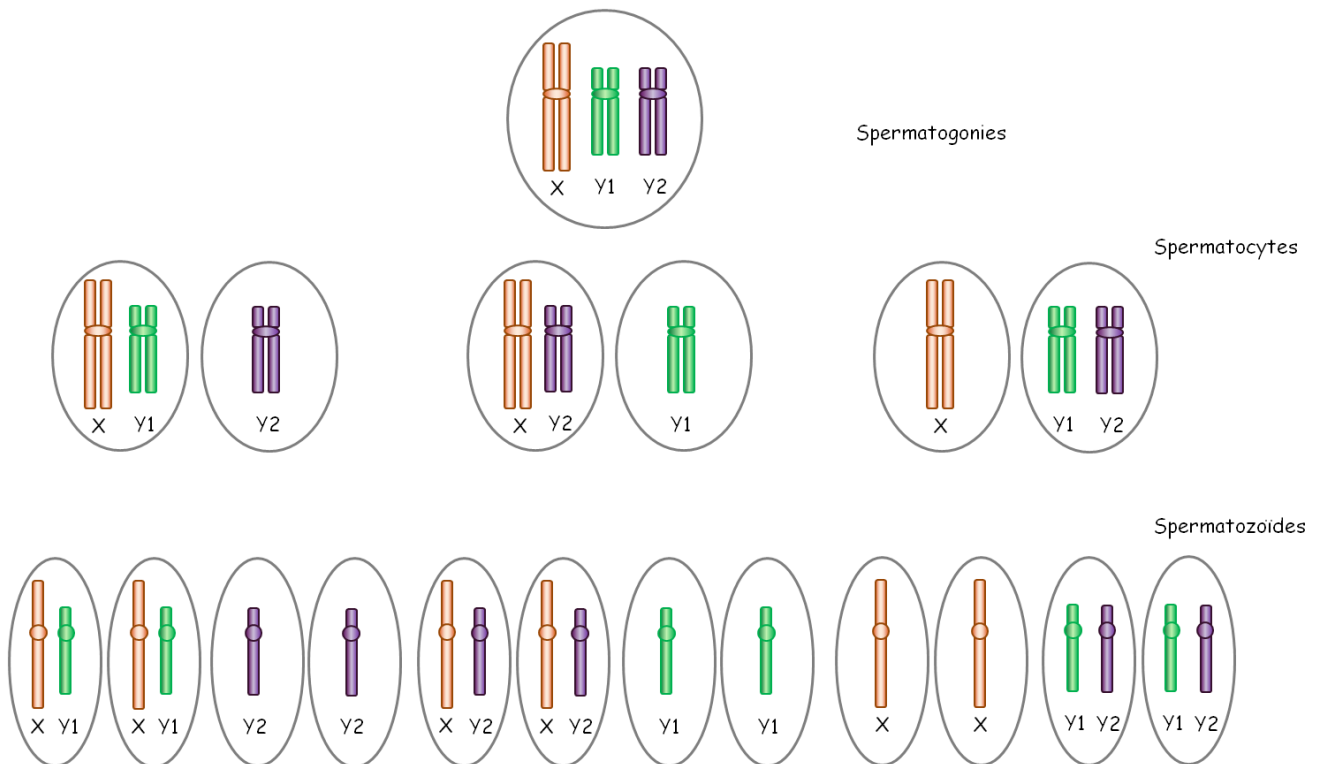 Spermatogonies
X Y1 Y2
Spermatocytes
X Y1 Y2 X Y2 Y1 X Y1 Y2
Spermatozoïdes
X Y1 X Y1 Y2 Y2 X Y2 X Y2 Y1 Y1 X X Y1 Y2 Y1 Y2